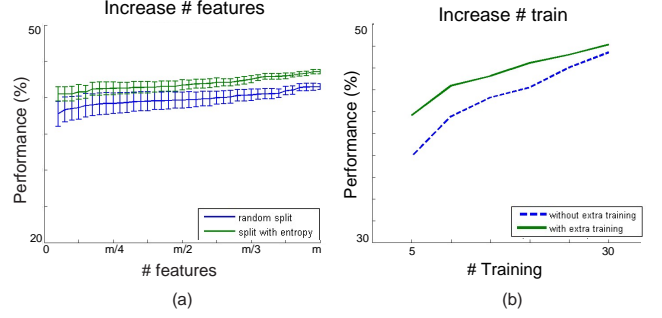 Increase # features
50
Performance (%)
20
0
m/4
m/2
m/3
m
random split
split with entropy
# features
(a)
Increase # train
50
Performance (%)
30
5
30
without extra training
with extra training
# Training
(b)